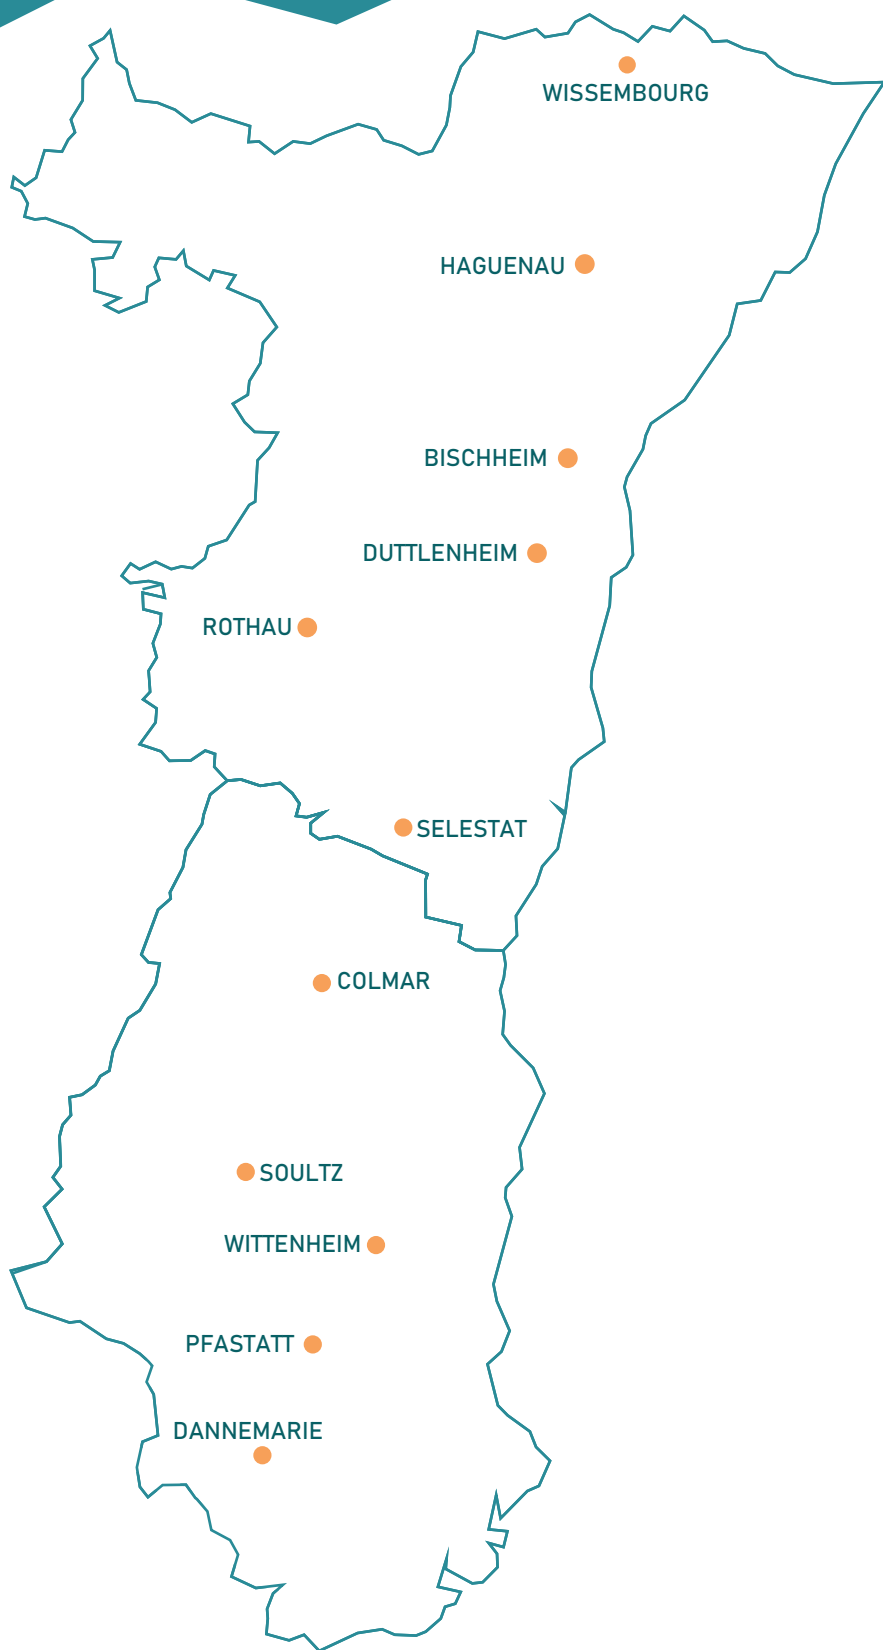 WISSEMBOURG
HAGUENAU
BISCHHEIM
DUTTLENHEIM
ROTHAU
SELESTAT
COLMAR
SOULTZ
WITTENHEIM
PFASTATT
DANNEMARIE